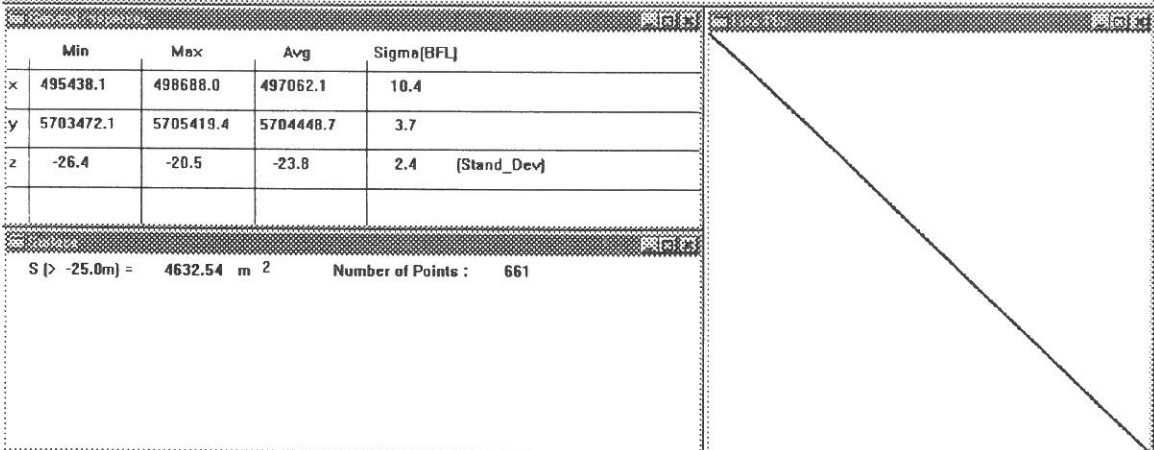 Min Max Avg Sigma(BFL)
x 495438.1 498688.0 497062.1 10.4
y 5703472.1 5705419.4 5704448.7 3.7
z -26.4 -20.5 -23.8 2.4 (Stand_Dev)
S (> -25.0m) = 4632.54 m 2 Number of Points : 661